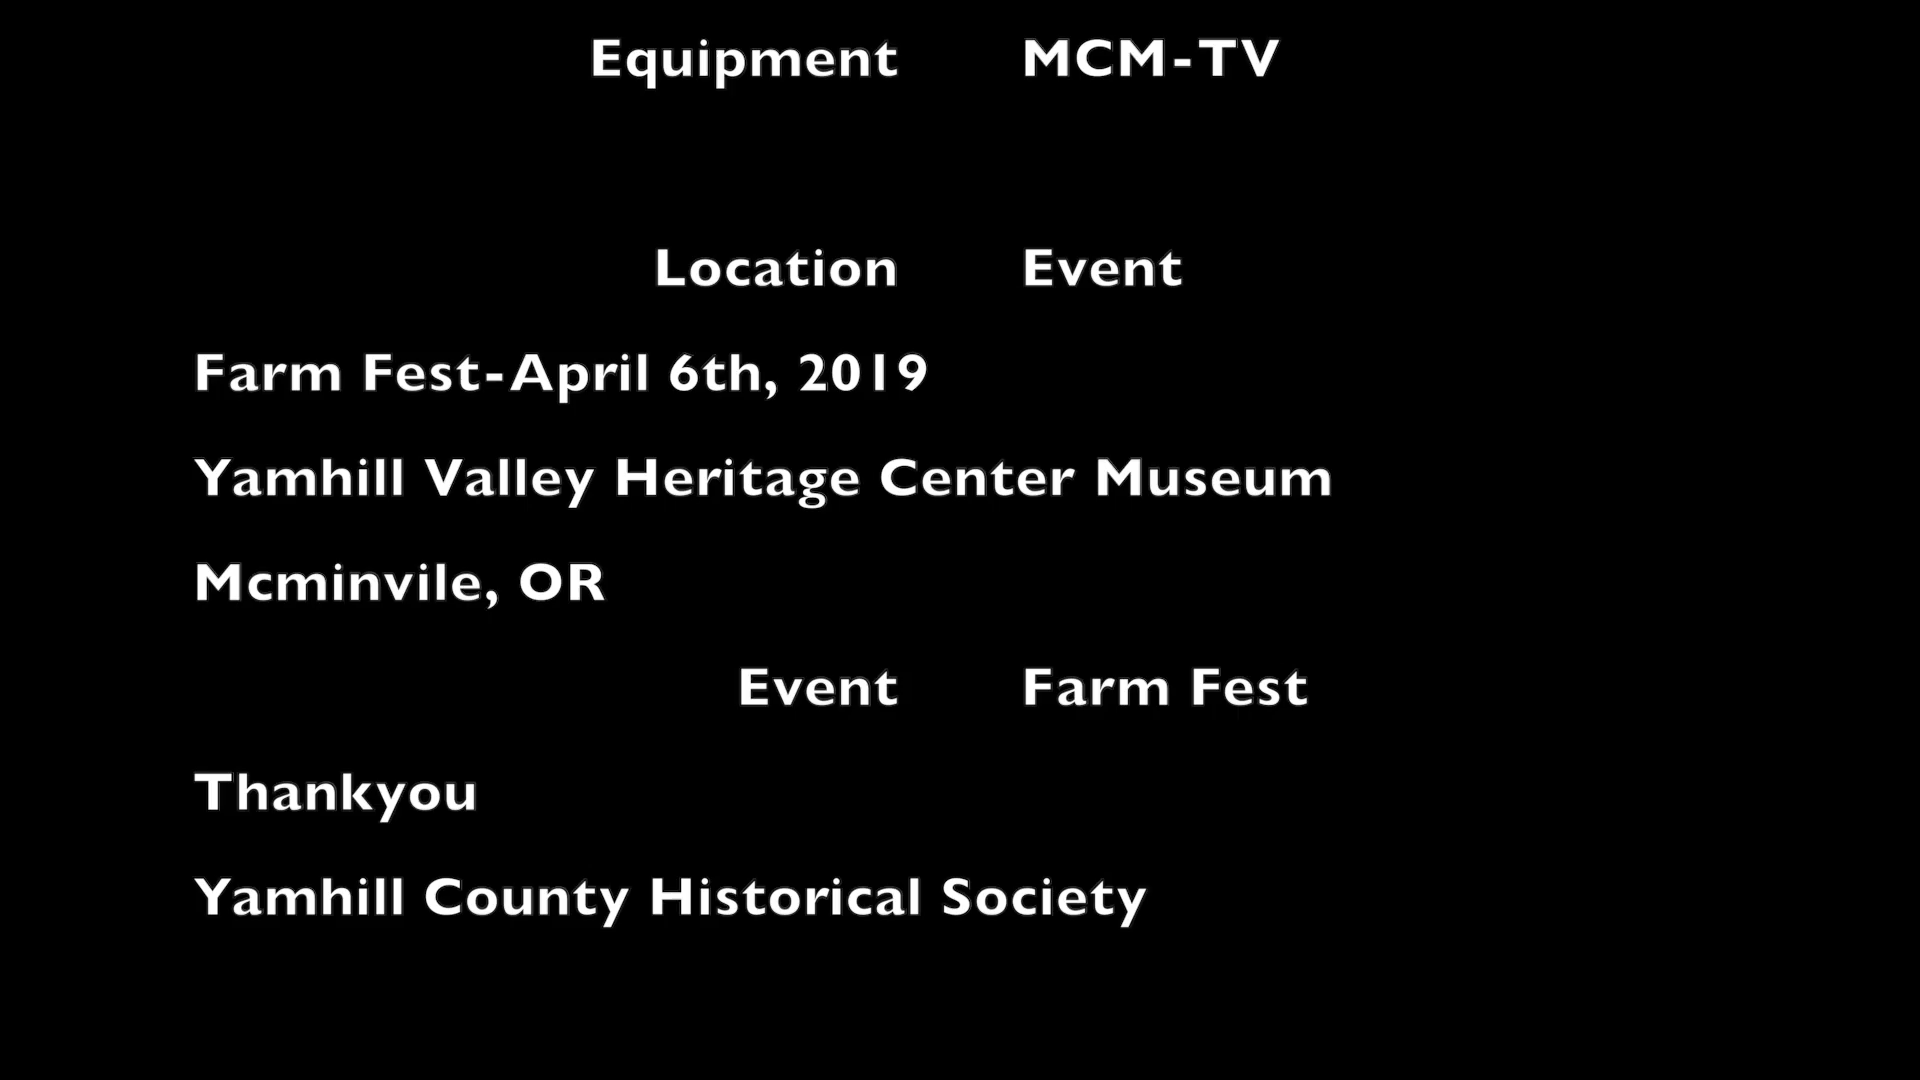 Equipment MCM-TV
Location Event
Farm Fest-April 6th, 2019
Yamhill Valley Heritage Center Museum
Mcminvile, OR
Event Farm Fest
Thankyou
Yamhill County Historical Society